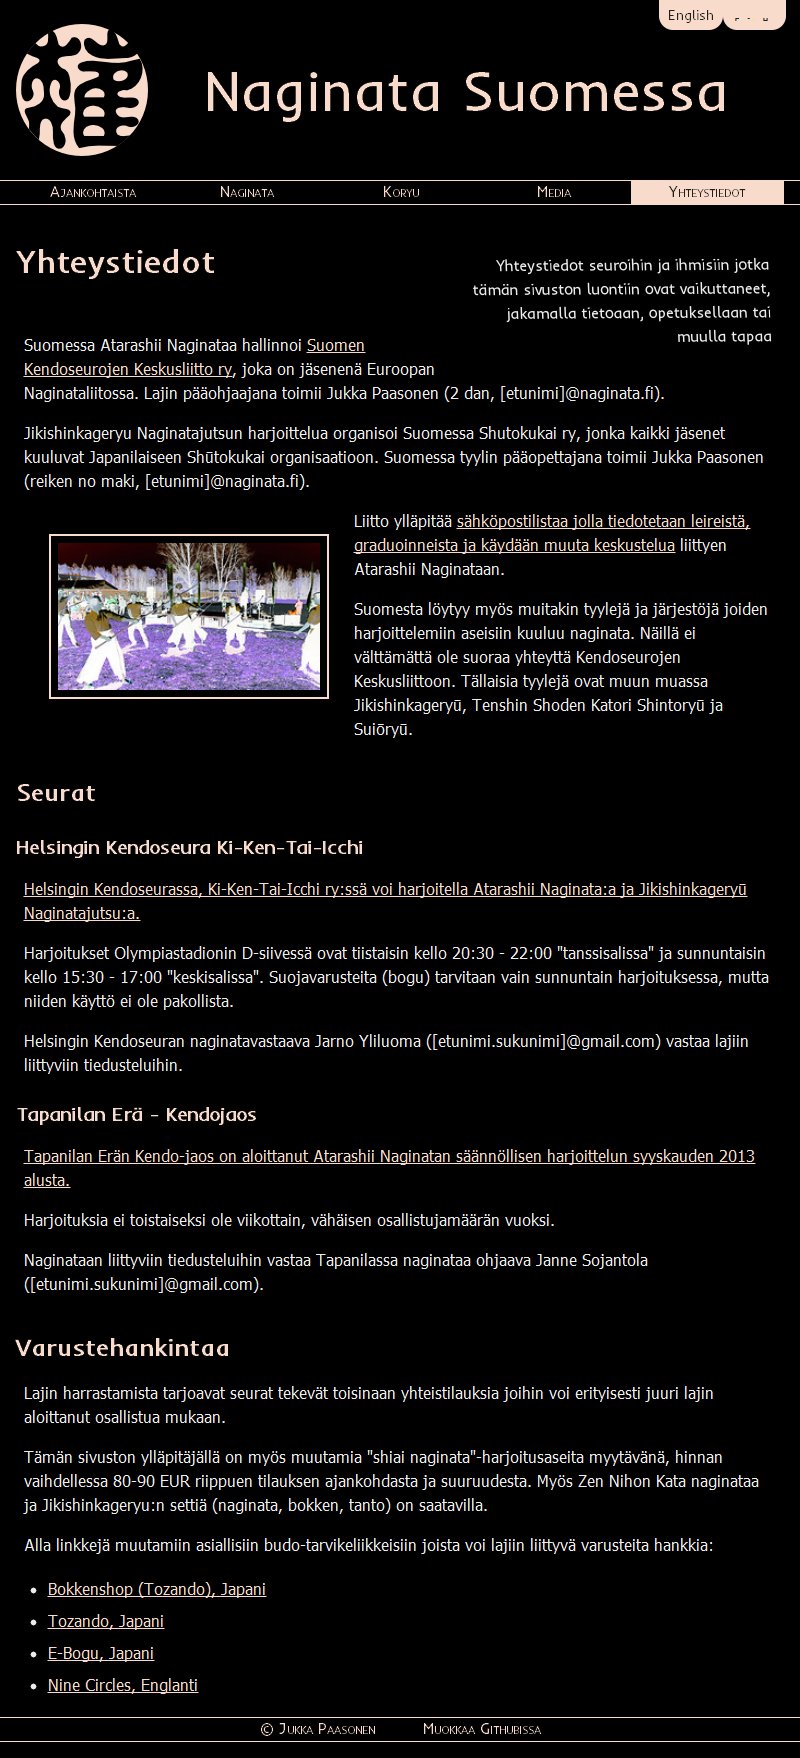 English
Naginata Suomessa
Ajankohtaista Naginata Koryu Media Yhteystiedot
Yhteystiedot
Yhteystiedot seuroihin ja ihmisiin jotka
tämän sivuston luontiin ovat vaikuttaneet,
jakamalla tietoaan, opetuksellaan tai
muulla tapaa
Suomessa Atarashii Naginataa hallinnoi Suomen
Kendoseurojen Keskusliitto ry, joka on jäsenenä Euroopan
Naginataliitossa. Lajin pääohjaajana toimii Jukka Paasonen (2 dan, [etunimi]@naginata.fi).
Jikishinkageryu Naginatajutsun harjoittelua organisoi Suomessa Shutokukai ry, jonka kaikki jäsenet
kuuluvat Japanilaiseen Shūtokukai organisaatioon. Suomessa tyylin pääopettajana toimii Jukka Paasonen
(reiken no maki, [etunimi]@naginata.fi).
Liitto ylläpitää sähköpostilistaa jolla tiedotetaan leireistä,
graduoinneista ja käydään muuta keskustelua liittyen
Atarashii Naginataan.
Suomesta löytyy myös muitakin tyylejä ja järjestöjä joiden
harjoittelemiin aseisiin kuuluu naginata. Näillä ei
välttämättä ole suoraa yhteyttä Kendoseurojen
Keskusliittoon. Tällaisia tyylejä ovat muun muassa
Jikishinkageryū, Tenshin Shoden Katori Shintoryū ja
Suiōryū.
Seurat
Helsingin Kendoseura Ki-Ken-Tai-Icchi
Helsingin Kendoseurassa, Ki-Ken-Tai-Icchi ry:ssä voi harjoitella Atarashii Naginata:a ja Jikishinkageryū
Naginatajutsu:a.
Harjoitukset Olympiastadionin D-siivessä ovat tiistaisin kello 20:30 - 22:00 "tanssisalissa" ja sunnuntaisin
kello 15:30 - 17:00 "keskisalissa". Suojavarusteita (bogu) tarvitaan vain sunnuntain harjoituksessa, mutta
niiden käyttö ei ole pakollista.
Helsingin Kendoseuran naginatavastaava Jarno Yliluoma ([etunimi.sukunimi]@gmail.com) vastaa lajiin
liittyviin tiedusteluihin.
Tapanilan Erä - Kendojaos
Tapanilan Erän Kendo-jaos on aloittanut Atarashii Naginatan säännöllisen harjoittelun syyskauden 2013
alusta.
Harjoituksia ei toistaiseksi ole viikottain, vähäisen osallistujamäärän vuoksi.
Naginataan liittyviin tiedusteluihin vastaa Tapanilassa naginataa ohjaava Janne Sojantola
([etunimi.sukunimi]@gmail.com).
Varustehankintaa
Lajin harrastamista tarjoavat seurat tekevät toisinaan yhteistilauksia joihin voi erityisesti juuri lajin
aloittanut osallistua mukaan.
Tämän sivuston ylläpitäjällä on myös muutamia "shiai naginata"-harjoitusaseita myytävänä, hinnan
vaihdellessa 80-90 EUR riippuen tilauksen ajankohdasta ja suuruudesta. Myös Zen Nihon Kata naginataa
ja Jikishinkageryu:n settiä (naginata, bokken, tanto) on saatavilla.
Alla linkkejä muutamiin asiallisiin budo-tarvikeliikkeisiin joista voi lajiin liittyvä varusteita hankkia:
• Bokkenshop (Tozando), Japani
• Tozando, Japani
• E-Bogu, Japani
• Nine Circles, Englanti
© Jukka Paasonen Muokkaa Githubissa